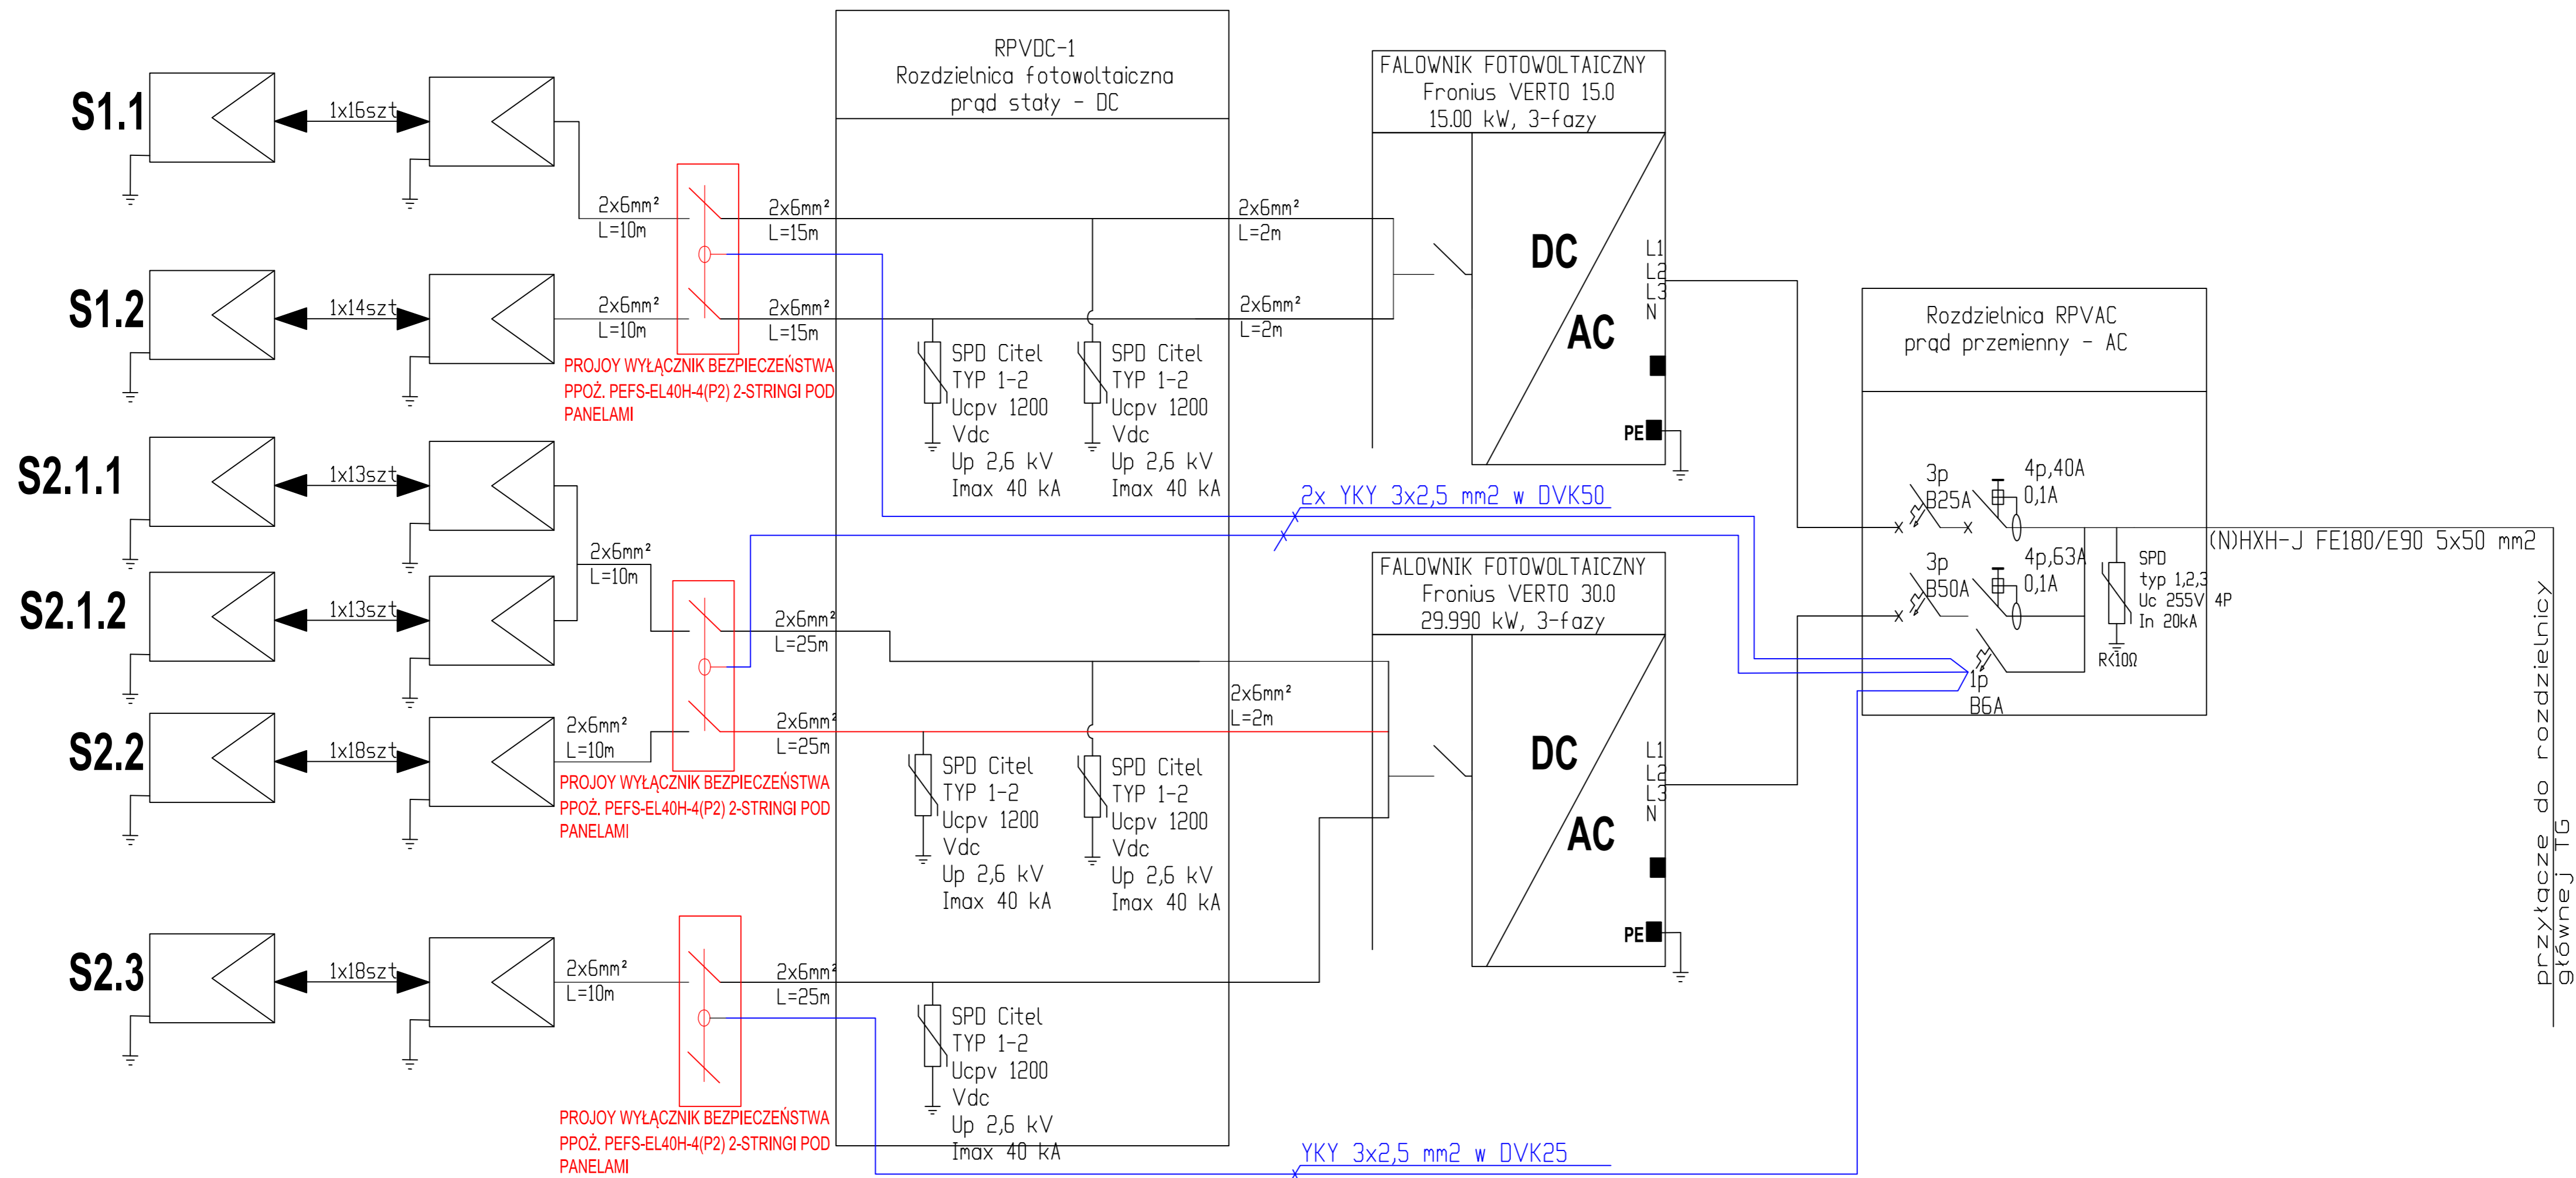 RPVDC-1
Rozdzielnica fotowoltaiczna
prąd stały - DC
FALOWNIK FOTOWOLTAICZNY
Fronius VERTO 15.0
15.00 kW, 3-fazy
S1.1
1x16szt
2x6mm²
L=10m
2x6mm²
L=15m
2x6mm²
L=2m
DC
AC
L1
L2
L3
N
PE
S1.2
1x14szt
2x6mm²
L=10m
2x6mm²
L=15m
2x6mm²
L=2m
PROJOY WYŁĄCZNIK BEZPIECZEŃSTWA
PPOŻ. PEFS-EL40H-4(P2) 2-STRINGI POD
PANELAMI
SPD Citel
TYP 1-2
Ucpv 1200
Vdc
Up 2,6 kV
Imax 40 kA
SPD Citel
TYP 1-2
Ucpv 1200
Vdc
Up 2,6 kV
Imax 40 kA
Rozdzielnica RPVAC
prąd przemienny - AC
3p
B25A
4p,40A
0,1A
3p
B50A
4p,63A
0,1A
1p
B6A
SPD
typ 1,2,3
Uc 255V 4P
In 20kA
R<10Ω
(N)HXH-J FE180/E90 5x50 mm2
przyłącze do rozdzielnicy
głównej TG
2x YKY 3x2,5 mm2 w DVK50
S2.1.1
1x13szt
2x6mm²
L=10m
S2.1.2
1x13szt
2x6mm²
L=25m
FALOWNIK FOTOWOLTAICZNY
Fronius VERTO 30.0
29.990 kW, 3-fazy
DC
AC
L1
L2
L3
N
PE
S2.2
1x18szt
2x6mm²
L=10m
2x6mm²
L=25m
2x6mm²
L=2m
PROJOY WYŁĄCZNIK BEZPIECZEŃSTWA
PPOŻ. PEFS-EL40H-4(P2) 2-STRINGI POD
PANELAMI
SPD Citel
TYP 1-2
Ucpv 1200
Vdc
Up 2,6 kV
Imax 40 kA
SPD Citel
TYP 1-2
Ucpv 1200
Vdc
Up 2,6 kV
Imax 40 kA
S2.3
1x18szt
2x6mm²
L=10m
2x6mm²
L=25m
SPD Citel
TYP 1-2
Ucpv 1200
Vdc
Up 2,6 kV
Imax 40 kA
PROJOY WYŁĄCZNIK BEZPIECZEŃSTWA
PPOŻ. PEFS-EL40H-4(P2) 2-STRINGI POD
PANELAMI
YKY 3x2,5 mm2 w DVK25